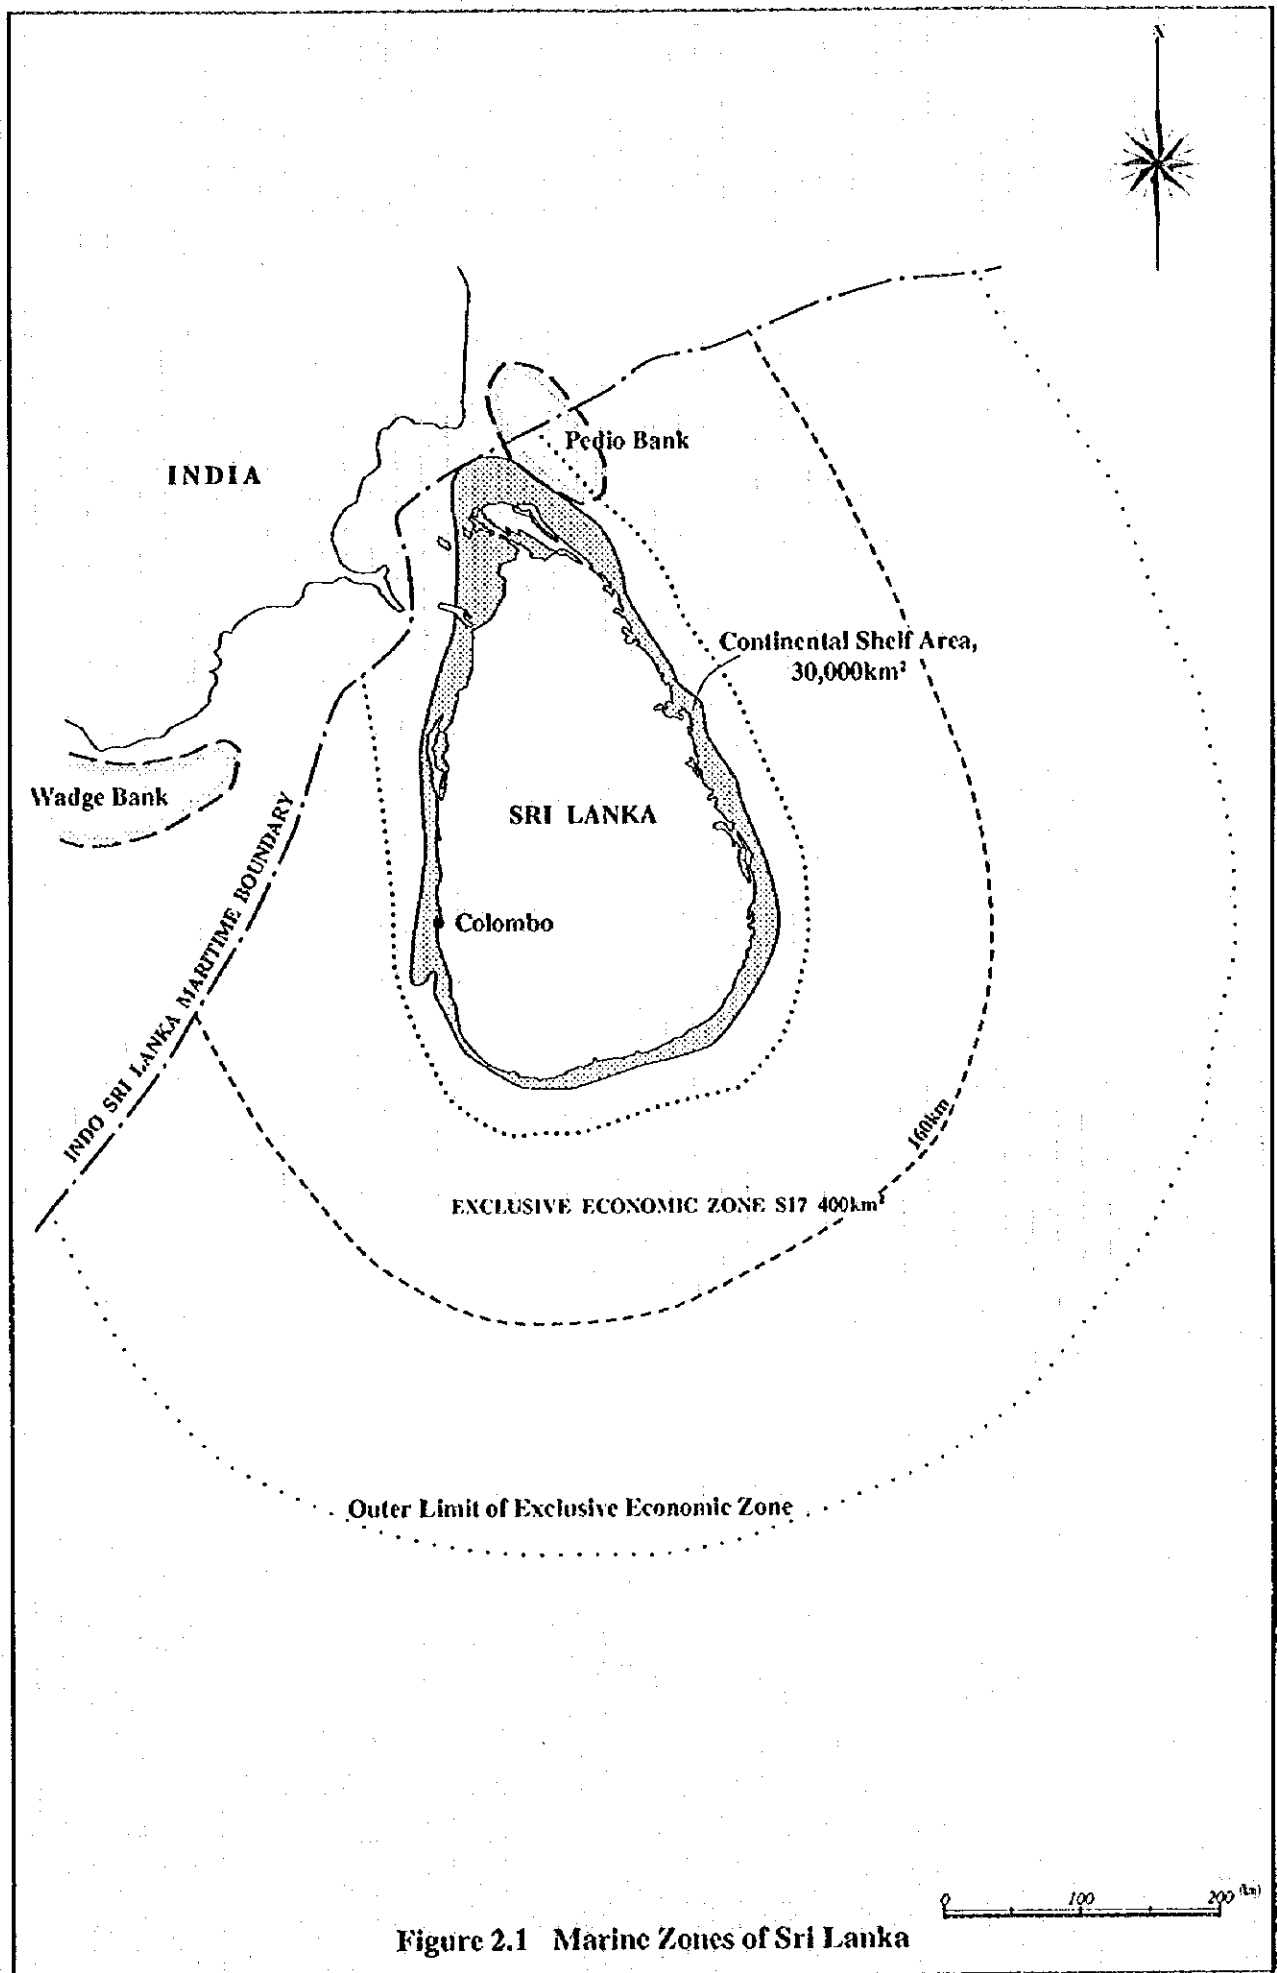 N
INDIA
Pedio Bank
Continental Shelf Area,
30,000km²
Wadge Bank
SRI LANKA
INDO SRI LANKA MARITIME BOUNDARY
Colombo
160km
EXCLUSIVE ECONOMIC ZONE S17 400km²
Outer Limit of Exclusive Economic Zone
0 100 200 (km)
Figure 2.1 Marine Zones of Sri Lanka